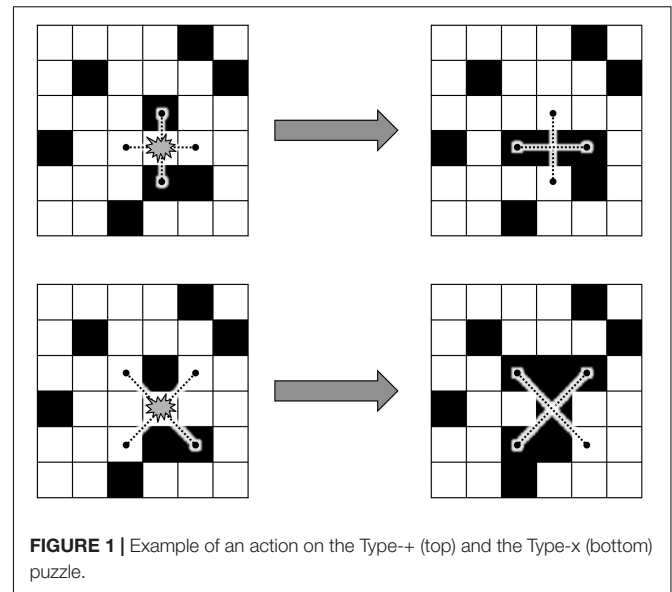 FIGURE 1 | Example of an action on the Type-+ (top) and the Type-x (bottom)
puzzle.